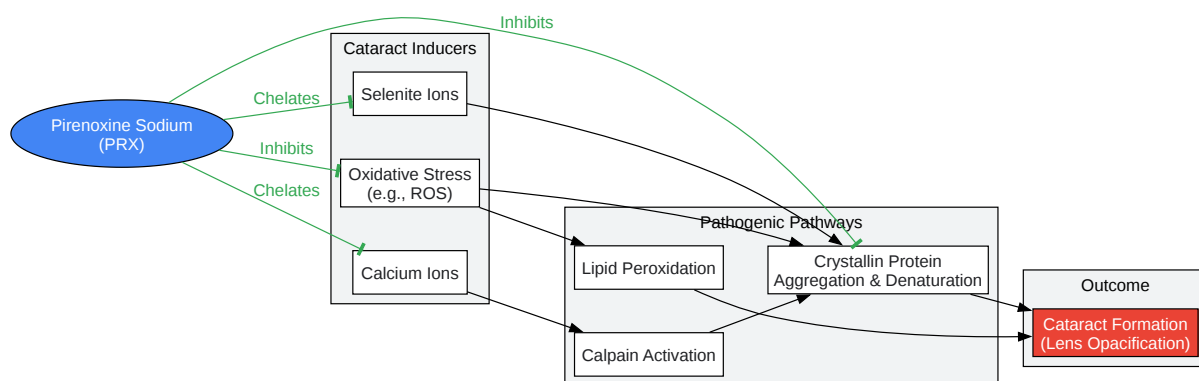 Inhibits
Cataract Inducers
Selenite Ions
Chelates
Pirenoxine Sodium
(PRX)
Inhibits
Oxidative Stress
(e.g., ROS)
Chelates
Calcium Ions
Pathogenic Pathways
Lipid Peroxidation
Crystallin Protein
Aggregation & Denaturation
Calpain Activation
Outcome
Cataract Formation
(Lens Opacification)